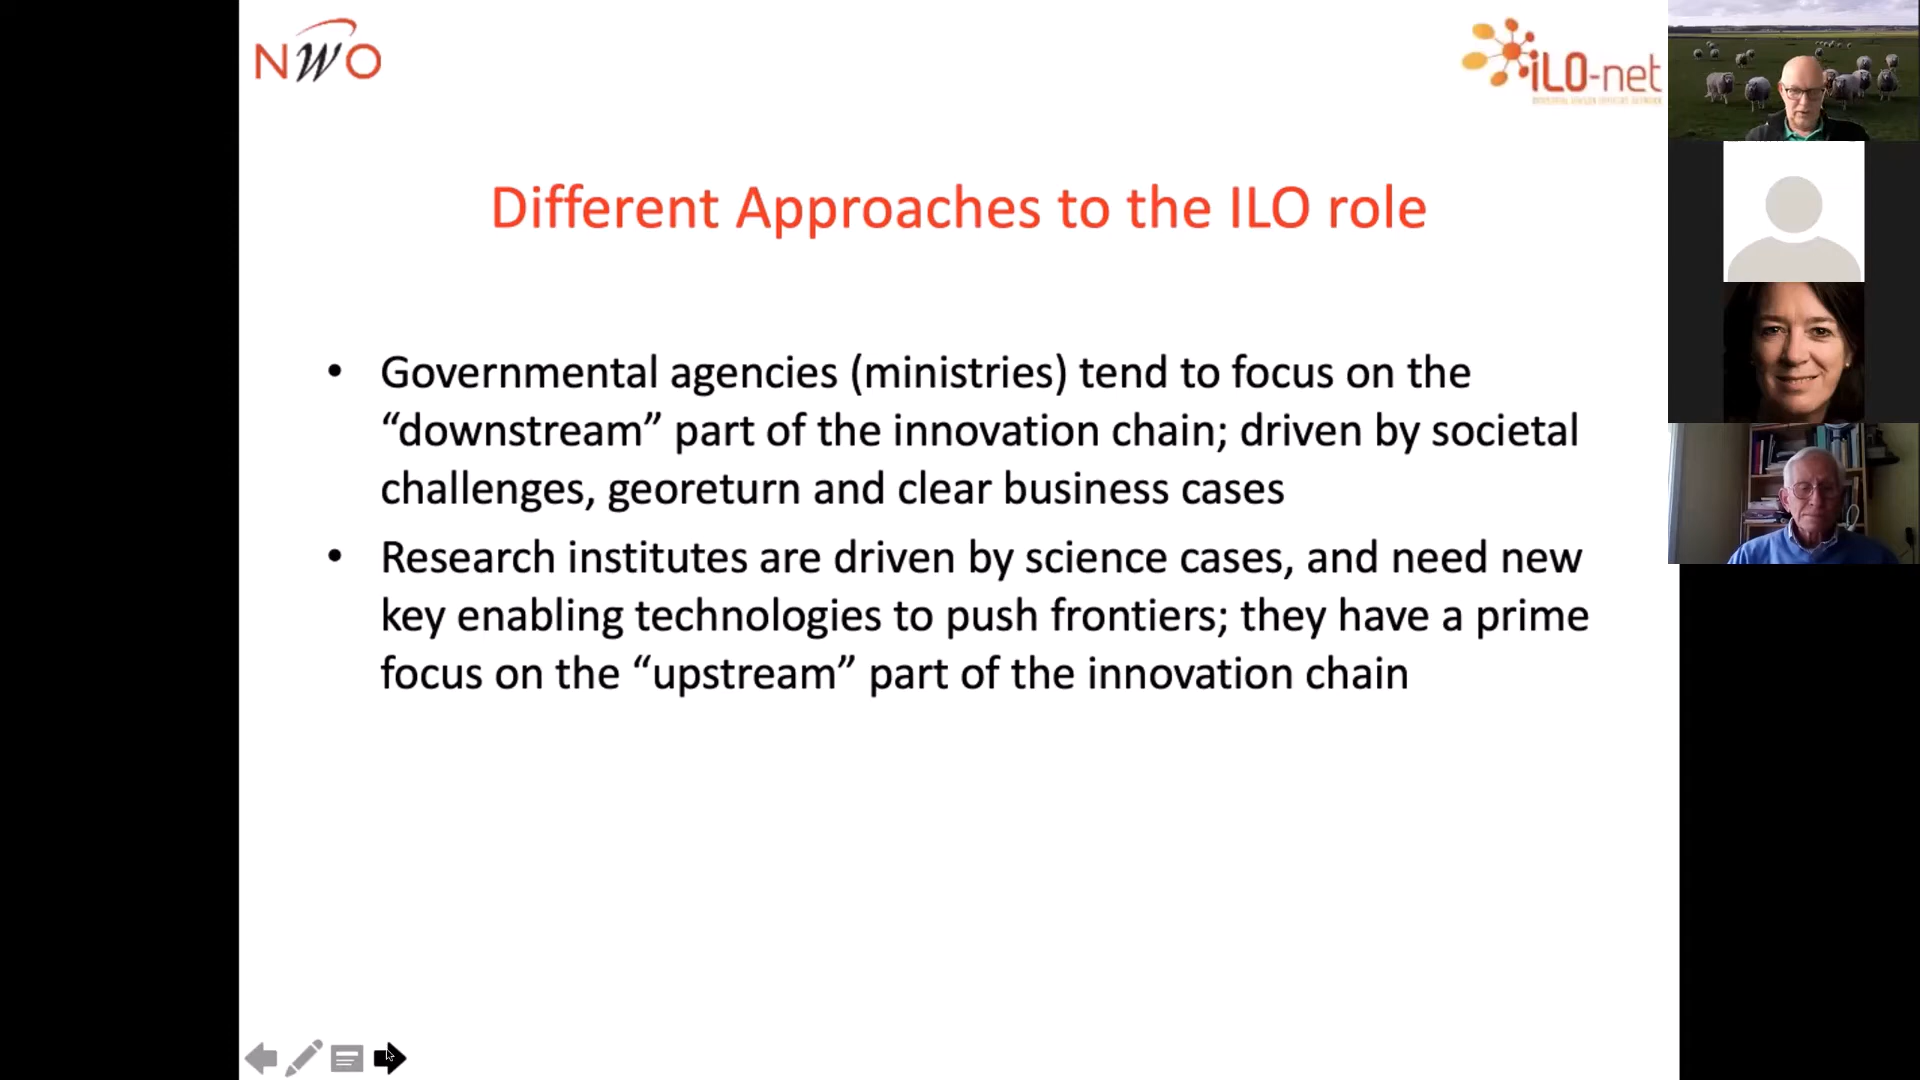 NWO
iLO-net
Different Approaches to the ILO role
• Governmental agencies (ministries) tend to focus on the
“downstream” part of the innovation chain; driven by societal
challenges, georeturn and clear business cases
• Research institutes are driven by science cases, and need new
key enabling technologies to push frontiers; they have a prime
focus on the “upstream” part of the innovation chain